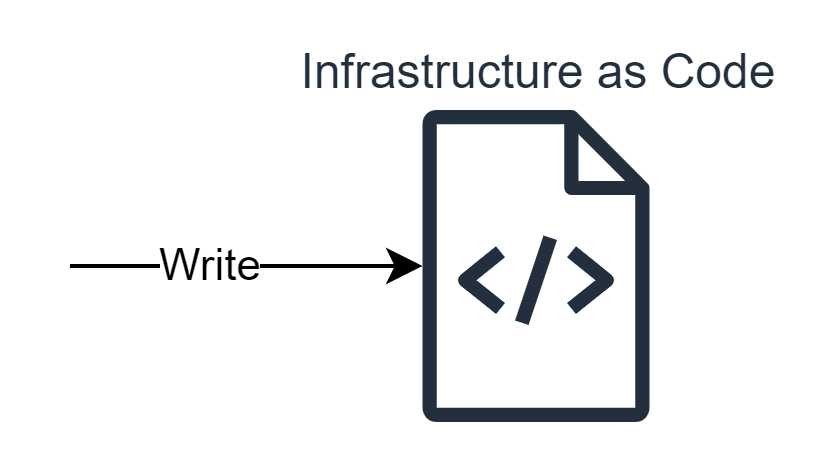 Infrastructure as Code
Write
</>